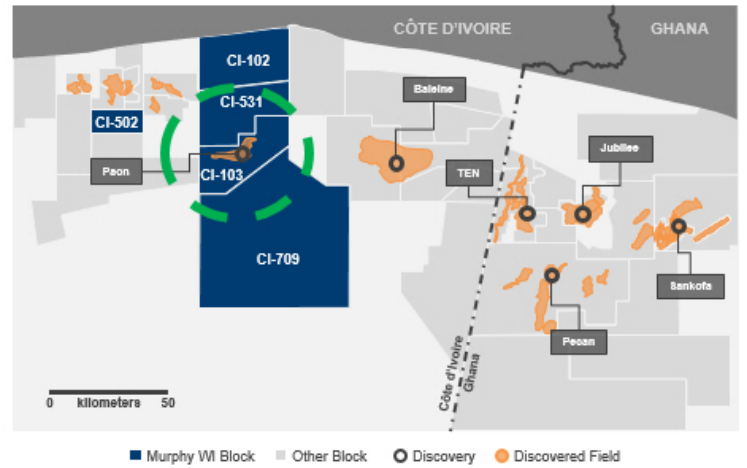 CÔTE D'IVOIRE
GHANA
CI-102
CI-531
CI-502
Baleine
Jubilee
Paon
CI-103
TEN
CI-709
Sankofa
Pecan
Côte d'Ivoire
Ghana
0 kilometers 50
Murphy WI Block Other Block Discovery Discovered Field